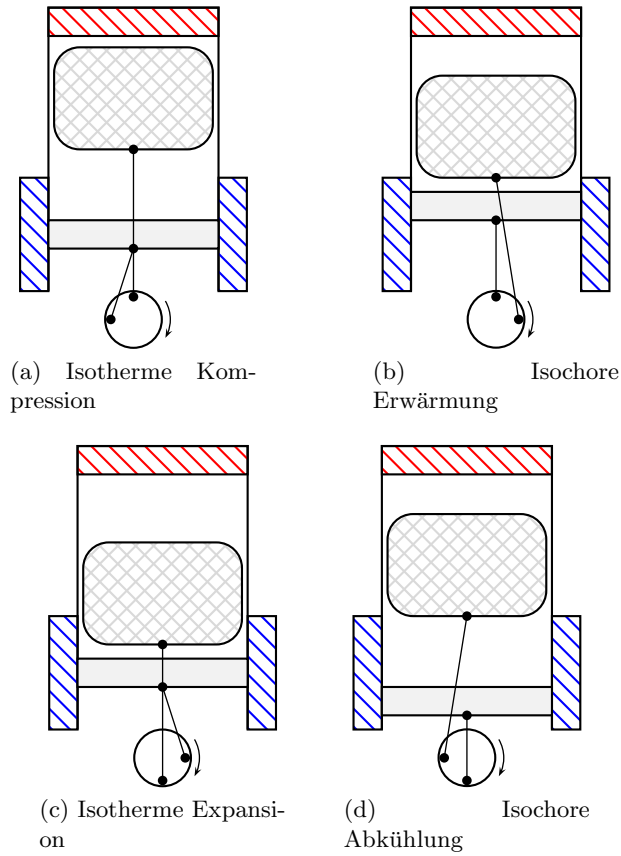 (a) Isotherme Kom-
pression
(b) Isochore
Erwärmung
(c) Isotherme Expansi-
on
(d) Isochore
Abkühlung